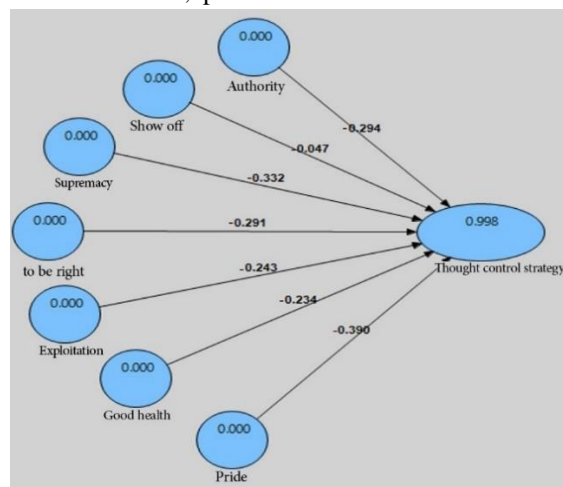 0.000
Authority
-0.294
0.000
Show off
-0.047
0.000
Supremacy
-0.332
0.000
to be right
-0.291
0.998
Thought control strategy
0.000
Exploitation
-0.243
0.000
Good health
-0.234
0.000
Pride
-0.390